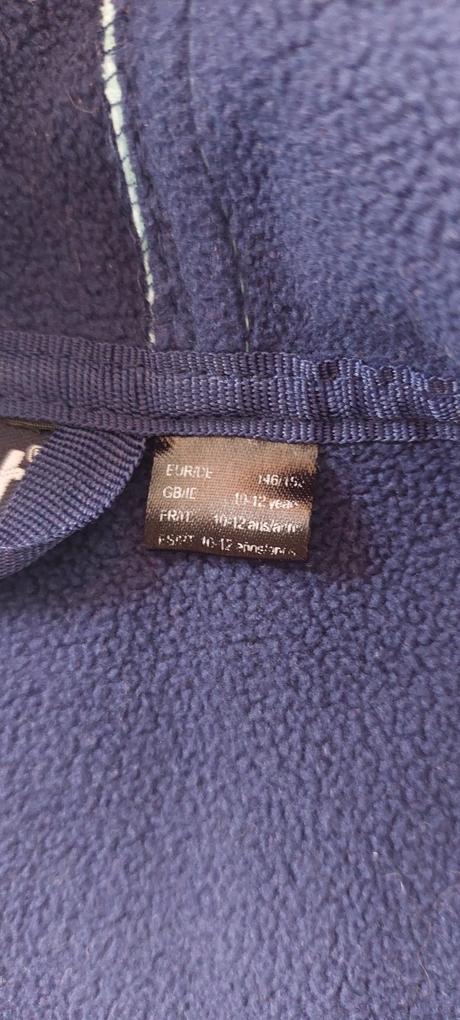 EUR/DE 146/152
GB/IE 10-12 years
FR/IT 10-12 ans/anni
ES/PT 10-12 años/anos